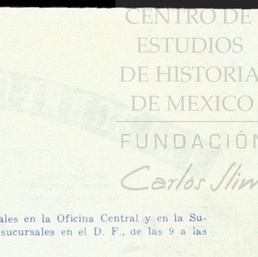 CENTRO DE
ESTUDIOS
DE HISTORIA
DE MEXICO
FUNDACIÓN
Carlos Slim
ales en la Oficina Central y en la Su-
sucursales en el D. F., de las 9 a las